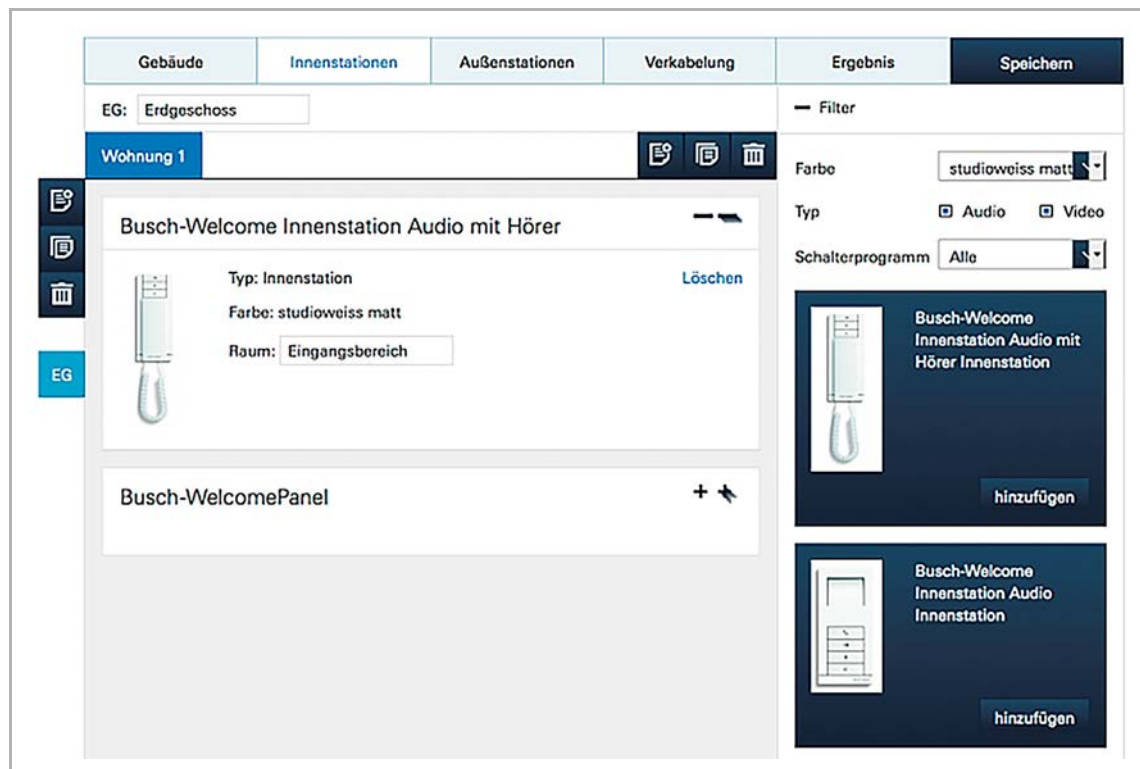 Gebäude
Innenstationen
Außenstationen
Verkabelung
Ergebnis
Speichern
EG: Erdgeschoss
Wohnung 1
EG
Busch-Welcome Innenstation Audio mit Hörer
Typ: Innenstation
Löschen
Farbe: studioweiss matt
Raum: Eingangsbereich
Busch-WelcomePanel
Filter
Farbe studioweiss matt
Typ Audio Video
Schalterprogramm Alle
Busch-Welcome
Innenstation Audio mit
Hörer Innenstation
hinzufügen
Busch-Welcome
Innenstation Audio
Innenstation
hinzufügen